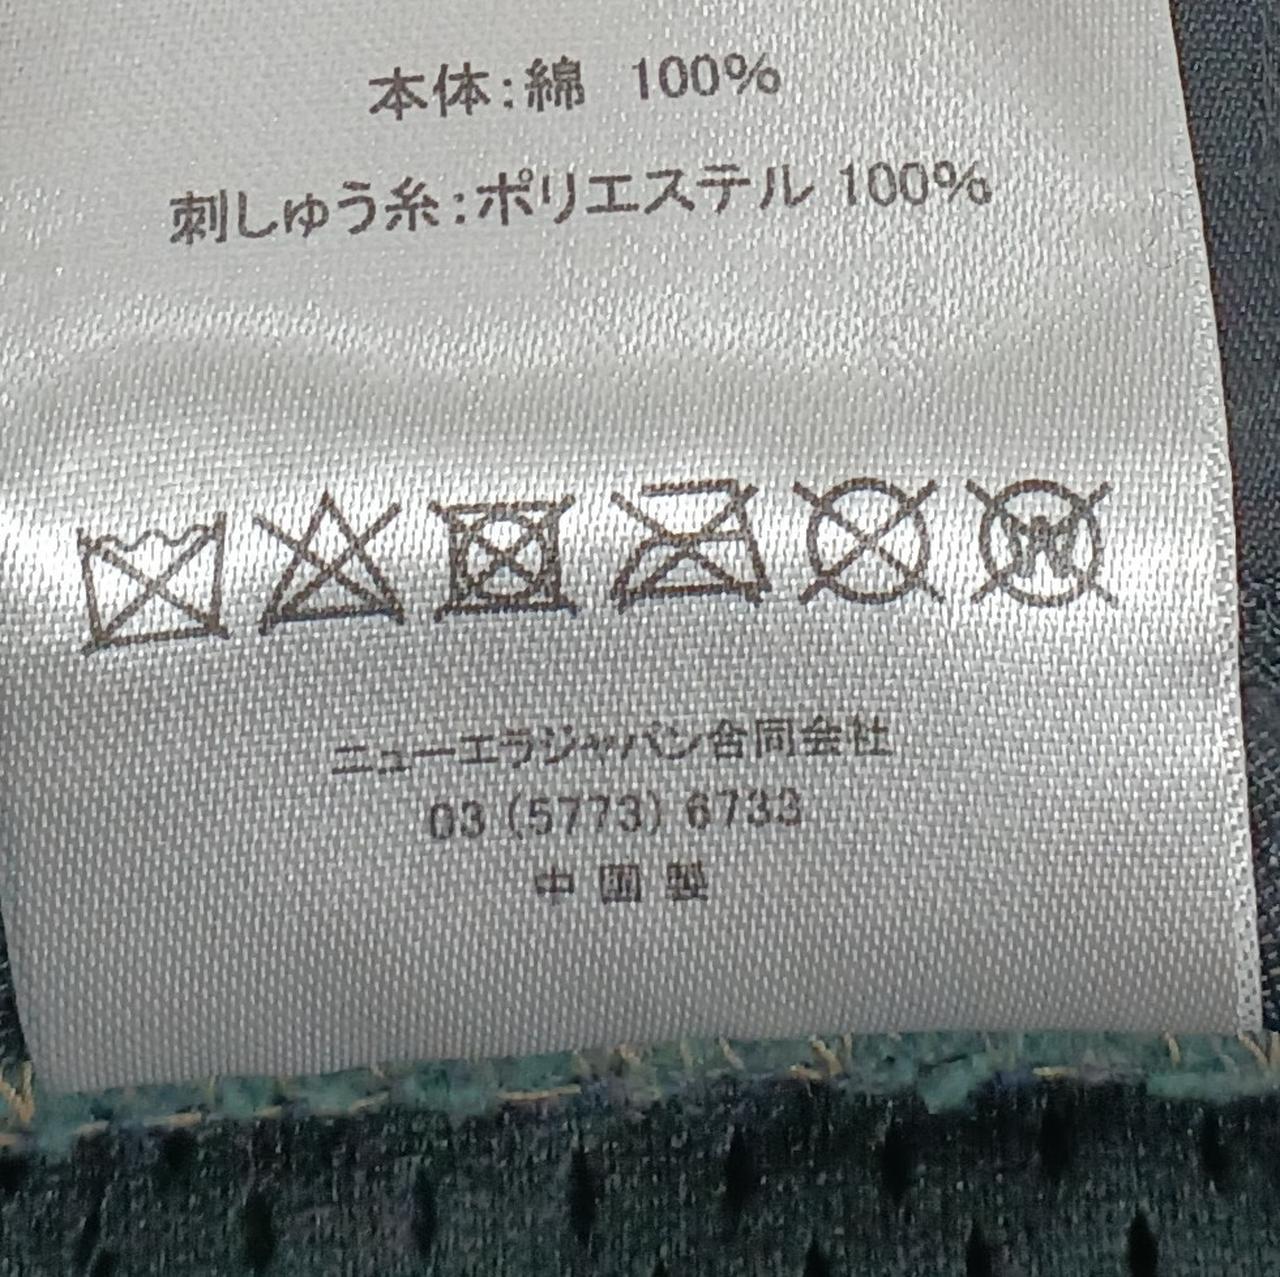 本体:綿 100%
刺しゅう糸:ポリエステル 100%
W
ニューエラジャパン合同会社
03 (5773) 6733
中国製